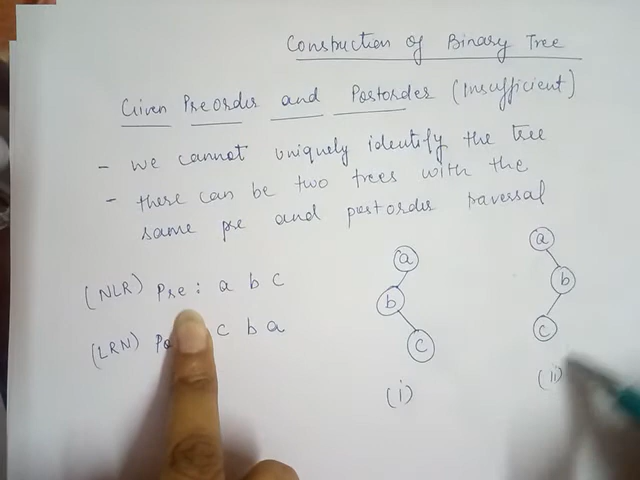 Construction of Binary Tree
Given Preorder and Postorder (Insufficient)
- we cannot uniquely identify the tree
- there can be two trees with the
same pre and postorder traversal
(NLR) Pre: a b c
(LRN) c b a
a
b
c
(i)
a
b
c
(ii)